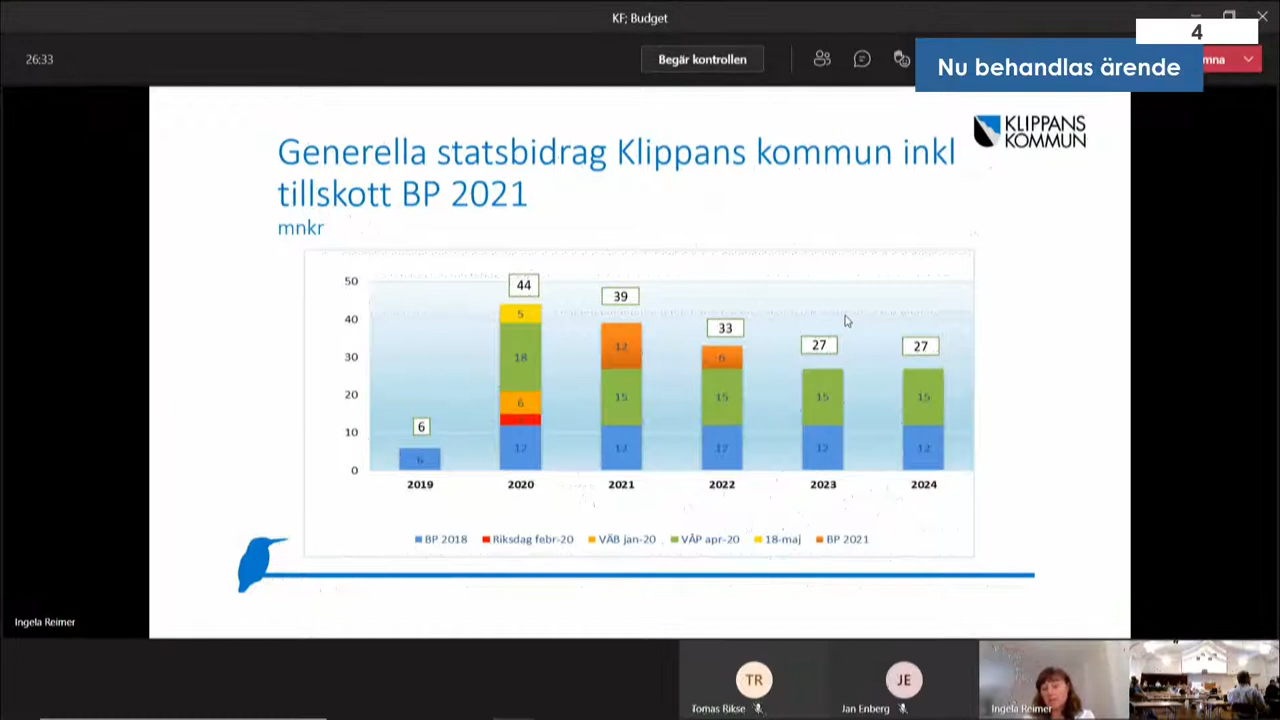 KF; Budget
4
26:33
Begär kontrollen
mna
Nu behandlas ärende
KLIPPANS
KOMMUN
Generella statsbidrag Klippans kommun inkl
tillskott BP 2021
mnkr
50
40
30
20
10
0
6
44
39
33
27
27
5
18
6
12
12
15
12
6
15
12
15
12
15
12
6
2019
2020
2021
2022
2023
2024
BP 2018
Riksdag febr-20
VÄB jan-20
VÅP apr-20
18-maj
BP 2021
Ingela Reimer
TR
JE
Tomas Rikse
Jan Enberg
Ingela Reimer